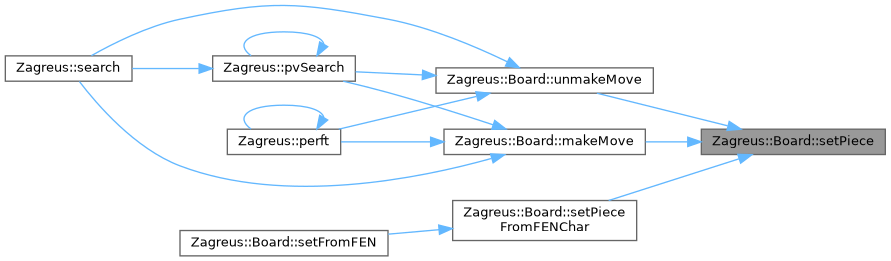 Zagreus::search
Zagreus::pvSearch
Zagreus::Board::unmakeMove
Zagreus::perft
Zagreus::Board::makeMove
Zagreus::Board::setPiece
Zagreus::Board::setFromFEN
Zagreus::Board::setPiece
FromFENChar